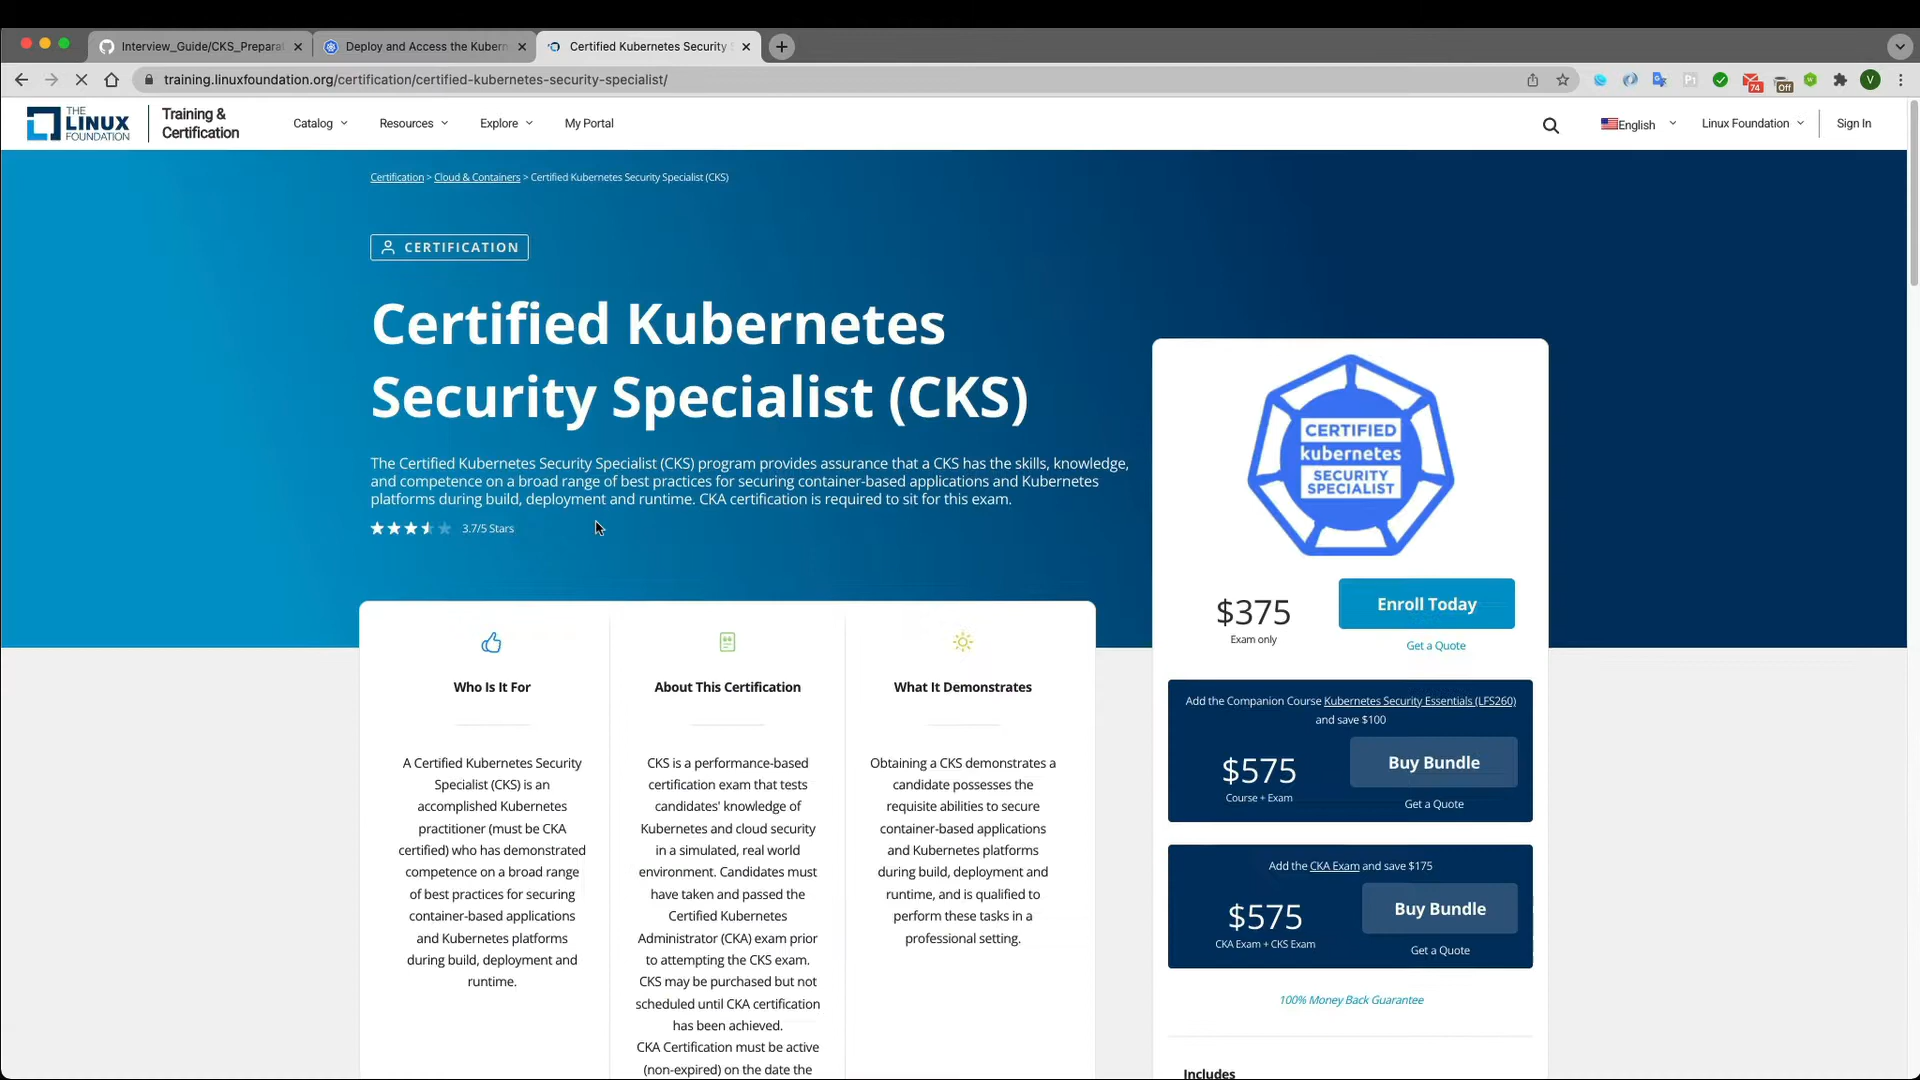 Interview_Guide/CKS_Prepara
Deploy and Access the Kubern
Certified Kubernetes Security
training.linuxfoundation.org/certification/certified-kubernetes-security-specialist/
74
Off
V
THE
LINUX
FOUNDATION
Training &
Certification
Catalog
Resources
Explore
My Portal
English
Linux Foundation
Sign In
Certification > Cloud & Containers > Certified Kubernetes Security Specialist (CKS)
CERTIFICATION
Certified Kubernetes
Security Specialist (CKS)
The Certified Kubernetes Security Specialist (CKS) program provides assurance that a CKS has the skills, knowledge,
and competence on a broad range of best practices for securing container-based applications and Kubernetes
platforms during build, deployment and runtime. CKA certification is required to sit for this exam.
3.7/5 Stars
Who Is It For
A Certified Kubernetes Security
Specialist (CKS) is an
accomplished Kubernetes
practitioner (must be CKA
certified) who has demonstrated
competence on a broad range
of best practices for securing
container-based applications
and Kubernetes platforms
during build, deployment and
runtime.
About This Certification
CKS is a performance-based
certification exam that tests
candidates' knowledge of
Kubernetes and cloud security
in a simulated, real world
environment. Candidates must
have taken and passed the
Certified Kubernetes
Administrator (CKA) exam prior
to attempting the CKS exam.
CKS may be purchased but not
scheduled until CKA certification
has been achieved.
CKA Certification must be active
(non-expired) on the date the
What It Demonstrates
Obtaining a CKS demonstrates a
candidate possesses the
requisite abilities to secure
container-based applications
and Kubernetes platforms
during build, deployment and
runtime, and is qualified to
perform these tasks in a
professional setting.
CERTIFIED
kubernetes
SECURITY
SPECIALIST
$375
Exam only
Enroll Today
Get a Quote
Add the Companion Course Kubernetes Security Essentials (LFS260)
and save $100
$575
Course + Exam
Buy Bundle
Get a Quote
Add the CKA Exam and save $175
$575
CKA Exam + CKS Exam
Buy Bundle
Get a Quote
100% Money Back Guarantee
Includes